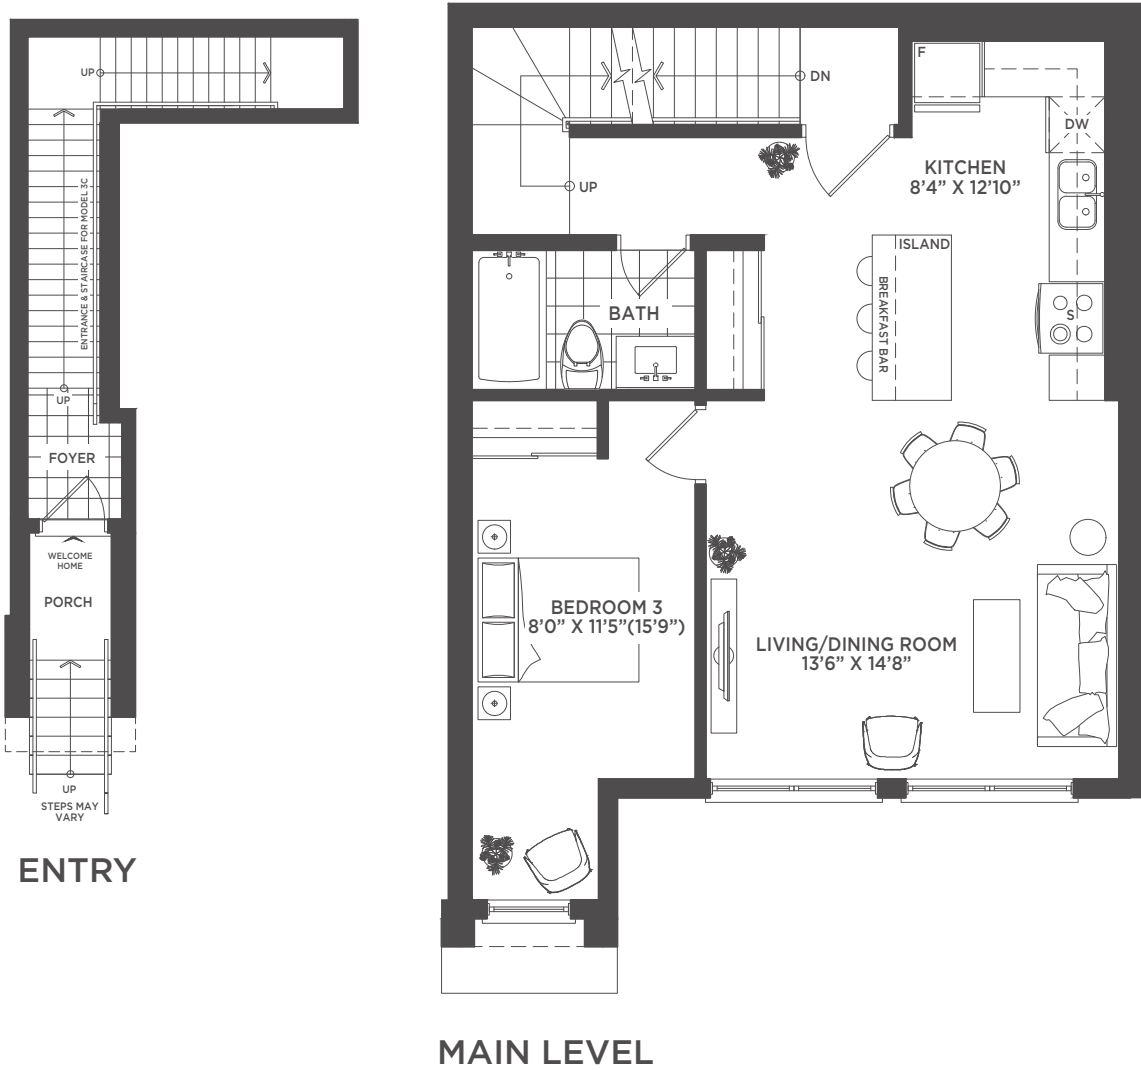 UP
ENTRANCE & STAIRCASE FOR MODEL 3C
UP
FOYER
WELCOME
HOME
PORCH
UP
STEPS MAY
VARY
ENTRY
F
DN
DW
KITCHEN
8’4” X 12’10”
UP
ISLAND
BREAKFAST BAR
BATH
S
BEDROOM 3
8’0” X 11’5”(15’9”)
LIVING/DINING ROOM
13’6” X 14’8”
MAIN LEVEL